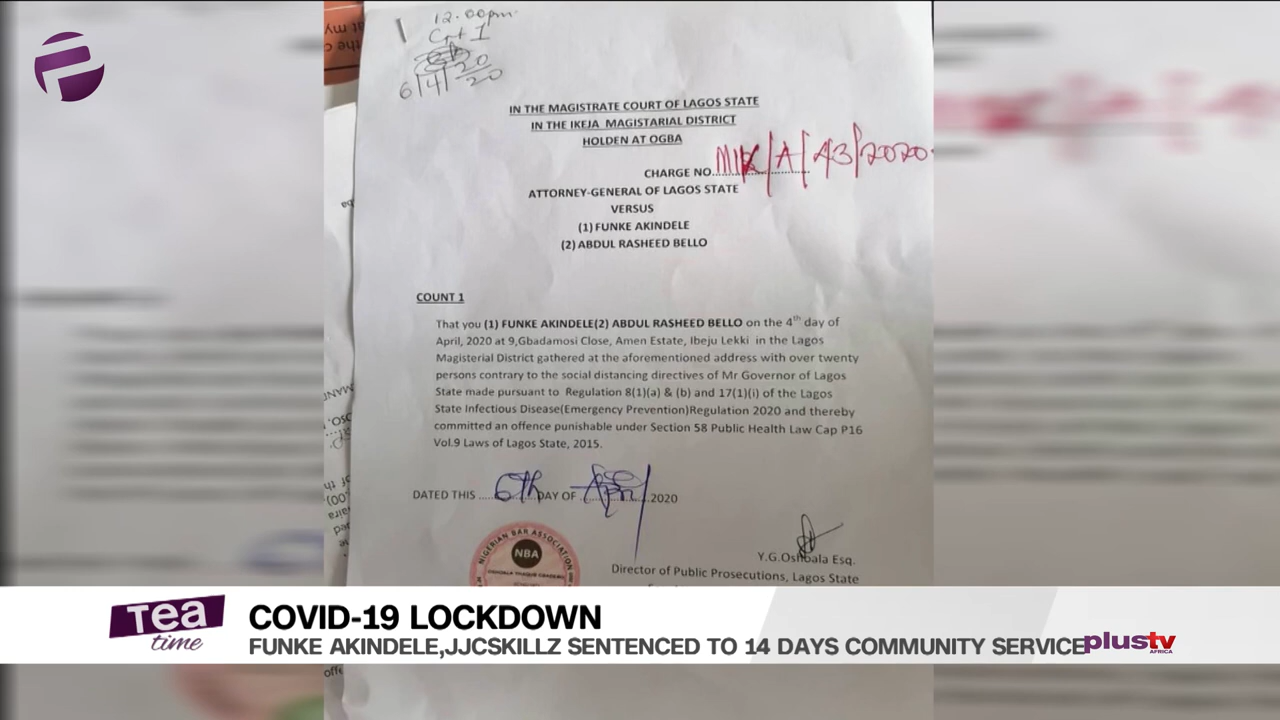 12.00pm
Crt 1
6/4/2020
IN THE MAGISTRATE COURT OF LAGOS STATE
IN THE IKEJA MAGISTARIAL DISTRICT
HOLDEN AT OGBA
CHARGE NO...................... A/43/2020
ATTORNEY-GENERAL OF LAGOS STATE
VERSUS
(1) FUNKE AKINDELE
(2) ABDUL RASHEED BELLO
COUNT 1
That you (1) FUNKE AKINDELE(2) ABDUL RASHEED BELLO on the 4th day of
April, 2020 at 9,Gbadamosi Close, Amen Estate, Ibeju Lekki in the Lagos
Magisterial District gathered at the aforementioned address with over twenty
persons contrary to the social distancing directives of Mr Governor of Lagos
State made pursuant to Regulation 8(1)(a) & (b) and 17(1)(i) of the Lagos
State Infectious Disease(Emergency Prevention)Regulation 2020 and thereby
committed an offence punishable under Section 58 Public Health Law Cap P16
Vol.9 Laws of Lagos State, 2015.
DATED THIS .....6th DAY OF ...April......2020
NIGERIAN BAR ASSOCIATION
NBA
Y.G.Oshoala Esq.
Director of Public Prosecutions, Lagos State
Tea time
COVID-19 LOCKDOWN
FUNKE AKINDELE,JJCSKILLZ SENTENCED TO 14 DAYS COMMUNITY SERVICE
plustv
AFRICA